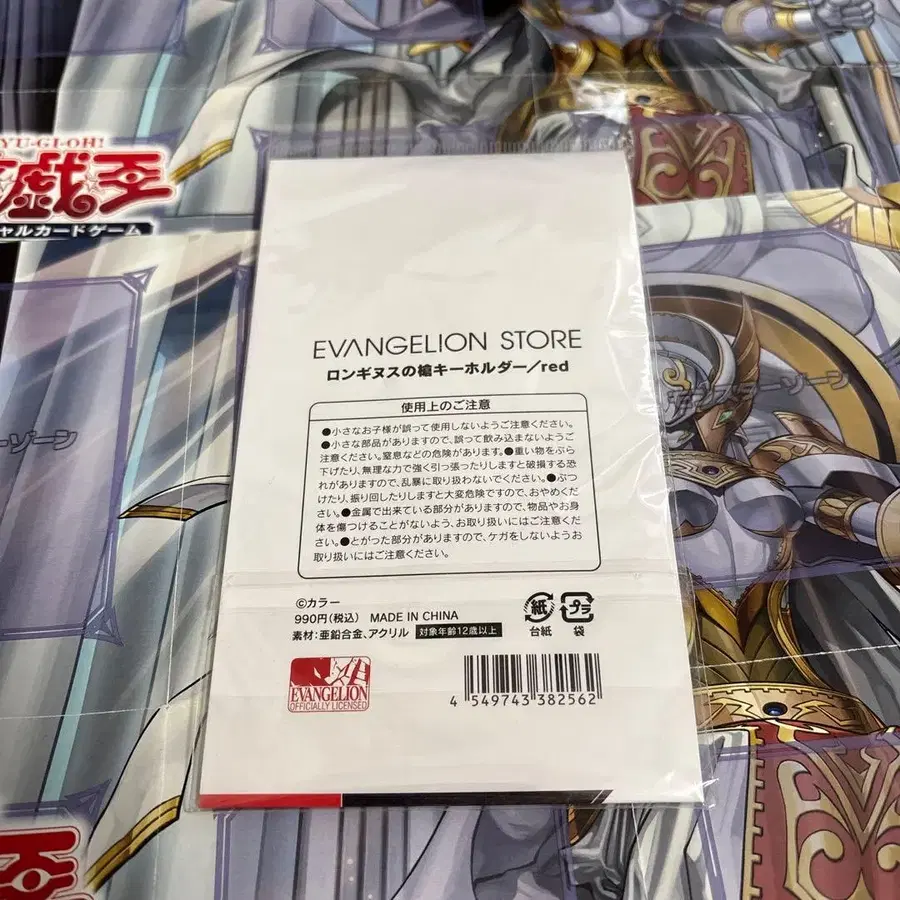 YU-GI-OH!
戯王
ャルカードゲーム
EVANGELION STORE
ロンギヌスの槍キーホルダー/red
使用上のご注意
●小さなお子様が誤って使用しないようご注意ください。
●小さな部品がありますので、誤って飲み込まないようご
注意ください。窒息などの危険があります。●重い物をぶら
下げたり、無理な力で強く引っ張ったりしますと破損する恐
れがありますので、乱暴に取り扱わないでください。●ぶつ
けたり、振り回したりしますと大変危険ですので、おやめくだ
さい。●金属で出来ている部分がありますので、物品やお身
体を傷つけることがないよう、お取り扱いにはご注意くださ
い。●とがった部分がありますので、ケガをしないようお
取り扱いにはご注意ください。
©カラー
990円(税込) MADE IN CHINA
素材:亜鉛合金、アクリル 対象年齢12歳以上
紙
台紙
プラ
袋
EVANGELION
OFFICIALLY LICENSED
4 549743 382562
モンスターゾーン
ーゾーン
王